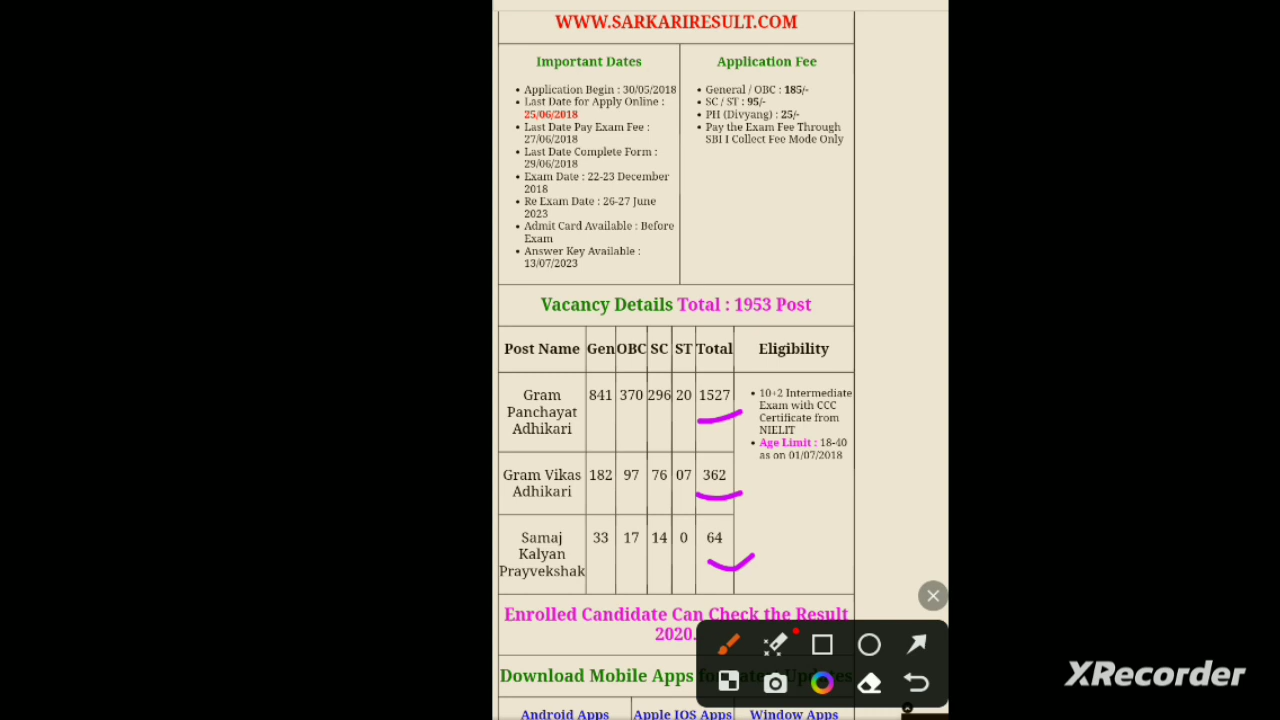 WWW.SARKARIRESULT.COM
Important Dates
Application Begin : 30/05/2018
Last Date for Apply Online :
25/06/2018
Last Date Pay Exam Fee :
27/06/2018
Last Date Complete Form :
29/06/2018
Exam Date : 22-23 December
2018
Re Exam Date : 26-27 June
2023
Admit Card Available : Before
Exam
Answer Key Available :
13/07/2023
Application Fee
General / OBC : 185/-
SC / ST : 95/-
PH (Divyang) : 25/-
Pay the Exam Fee Through
SBI I Collect Fee Mode Only
Vacancy Details Total : 1953 Post
Post Name Gen OBC SC ST Total Eligibility
Gram
Panchayat
Adhikari
841 370 296 20 1527
10+2 Intermediate
Exam with CCC
Certificate from
NIELIT
Age Limit : 18-40
as on 01/07/2018
Gram Vikas
Adhikari
182 97 76 07 362
Samaj
Kalyan
Prayvekshak
33 17 14 0 64
Enrolled Candidate Can Check the Result
2020.
Download Mobile Apps for Latest Updates
Android Apps Apple IOS Apps Window Apps
XRecorder